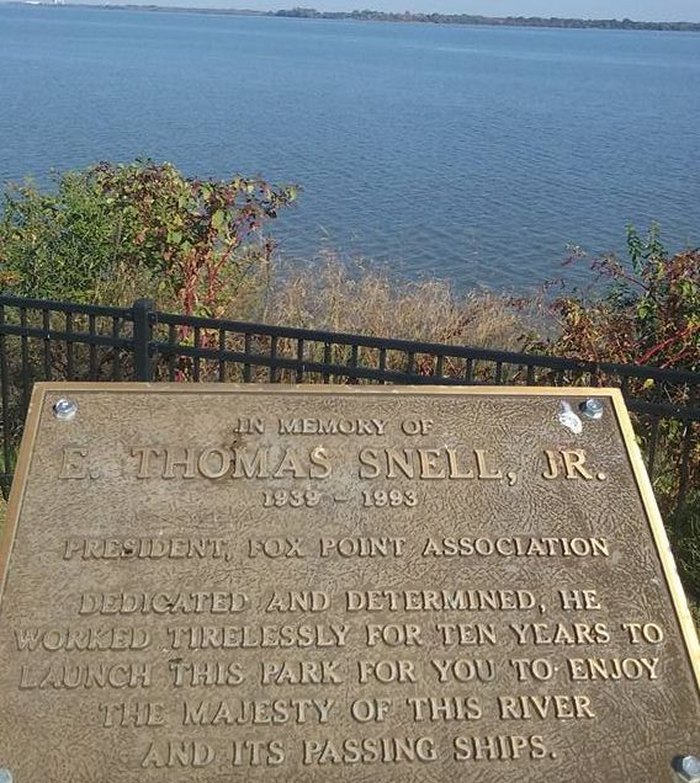 IN MEMORY OF
E. THOMAS SNELL, JR.
1939 - 1993
PRESIDENT, FOX POINT ASSOCIATION
DEDICATED AND DETERMINED, HE
WORKED TIRELESSLY FOR TEN YEARS TO
LAUNCH THIS PARK FOR YOU TO ENJOY
THE MAJESTY OF THIS RIVER
AND ITS PASSING SHIPS.